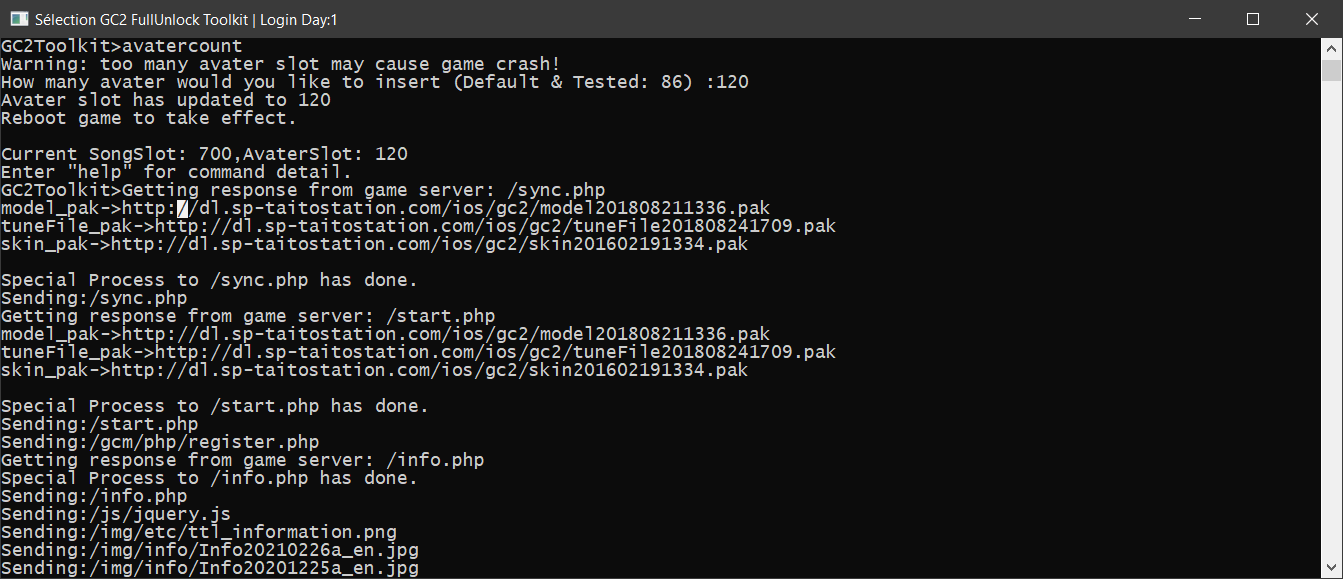 Sélection GC2 FullUnlock Toolkit | Login Day:1
GC2Toolkit>avatercount
Warning: too many avater slot may cause game crash!
How many avater would you like to insert (Default & Tested: 86) :120
Avater slot has updated to 120
Reboot game to take effect.
Current SongSlot: 700,AvaterSlot: 120
Enter "help" for command detail.
GC2Toolkit>Getting response from game server: /sync.php
model_pak->http://dl.sp-taitostation.com/ios/gc2/model201808211336.pak
tuneFile_pak->http://dl.sp-taitostation.com/ios/gc2/tuneFile201808241709.pak
skin_pak->http://dl.sp-taitostation.com/ios/gc2/skin201602191334.pak
Special Process to /sync.php has done.
Sending:/sync.php
Getting response from game server: /start.php
model_pak->http://dl.sp-taitostation.com/ios/gc2/model201808211336.pak
tuneFile_pak->http://dl.sp-taitostation.com/ios/gc2/tuneFile201808241709.pak
skin_pak->http://dl.sp-taitostation.com/ios/gc2/skin201602191334.pak
Special Process to /start.php has done.
Sending:/start.php
Sending:/gcm/php/register.php
Getting response from game server: /info.php
Special Process to /info.php has done.
Sending:/info.php
Sending:/js/jquery.js
Sending:/img/etc/ttl_information.png
Sending:/img/info/Info20210226a_en.jpg
Sending:/img/info/Info20201225a_en.jpg